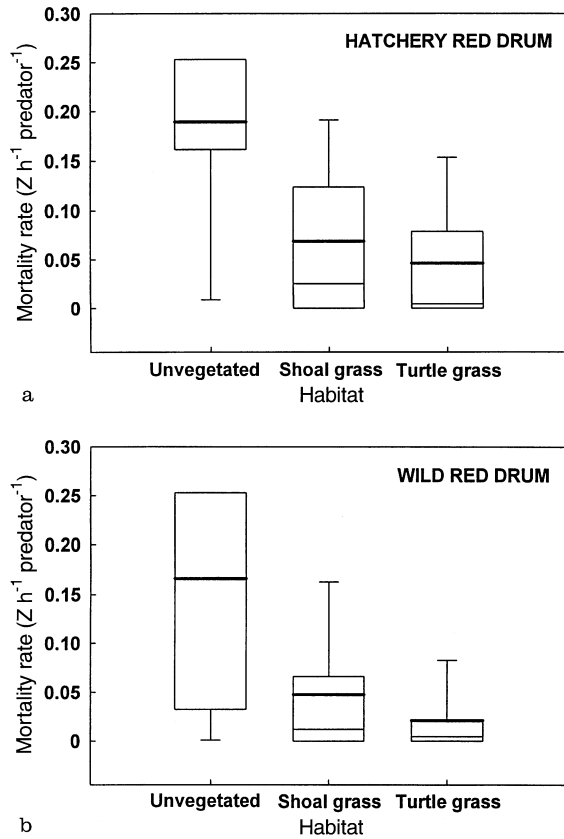 0.30
HATCHERY RED DRUM
0.25
0.20
0.15
0.10
0.05
0
Mortality rate (Z h⁻¹ predator⁻¹)
Unvegetated Shoal grass Turtle grass
a
Habitat
0.30
WILD RED DRUM
0.25
0.20
0.15
0.10
0.05
0
Mortality rate (Z h⁻¹ predator⁻¹)
Unvegetated Shoal grass Turtle grass
b
Habitat